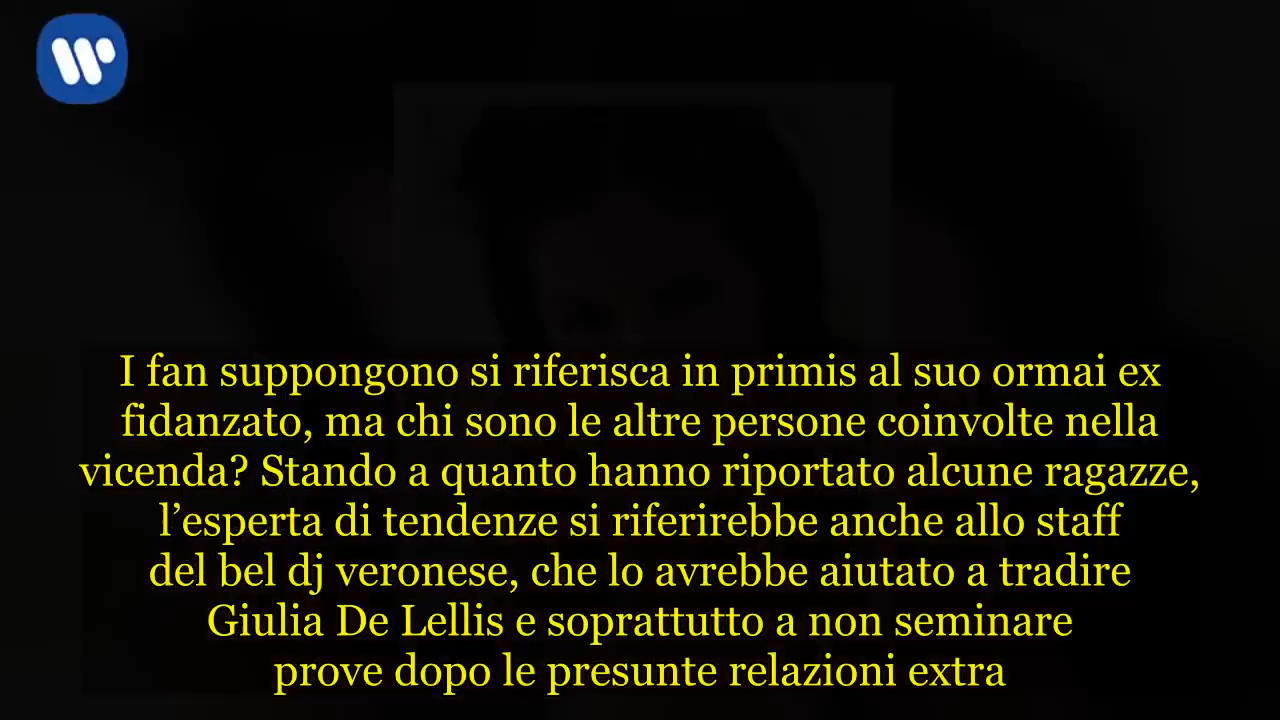 I fan suppongono si riferisca in primis al suo ormai ex
fidanzato, ma chi sono le altre persone coinvolte nella
vicenda? Stando a quanto hanno riportato alcune ragazze,
l’esperta di tendenze si riferirebbe anche allo staff
del bel dj veronese, che lo avrebbe aiutato a tradire
Giulia De Lellis e soprattutto a non seminare
prove dopo le presunte relazioni extra